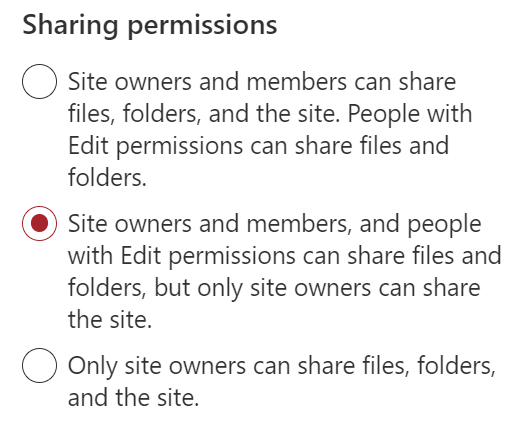 Sharing permissions
Site owners and members can share
files, folders, and the site. People with
Edit permissions can share files and
folders.
Site owners and members, and people
with Edit permissions can share files and
folders, but only site owners can share
the site.
Only site owners can share files, folders,
and the site.